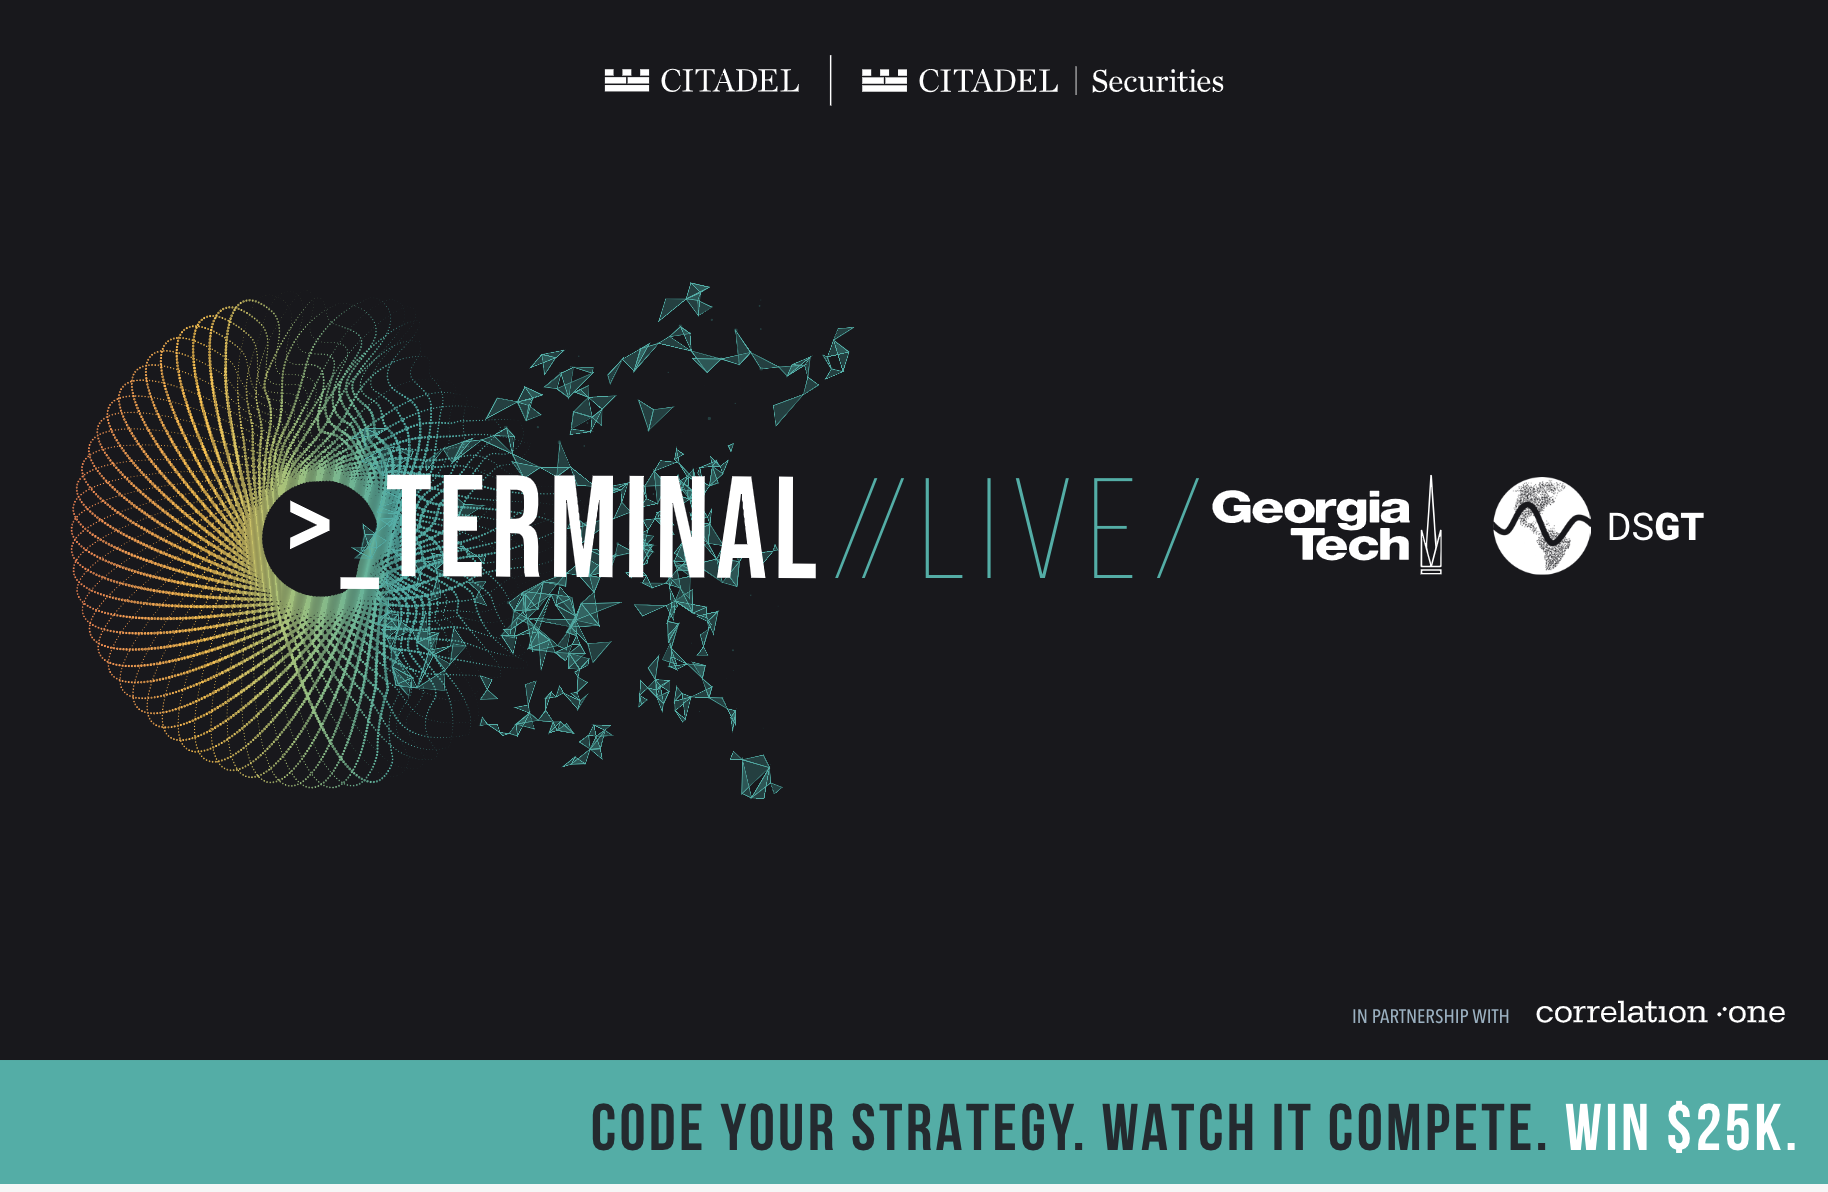 CITADEL | CITADEL | Securities
>_TERMINAL//LIVE/ Georgia Tech DSGT
IN PARTNERSHIP WITH correlation one
CODE YOUR STRATEGY. WATCH IT COMPETE. WIN $25K.